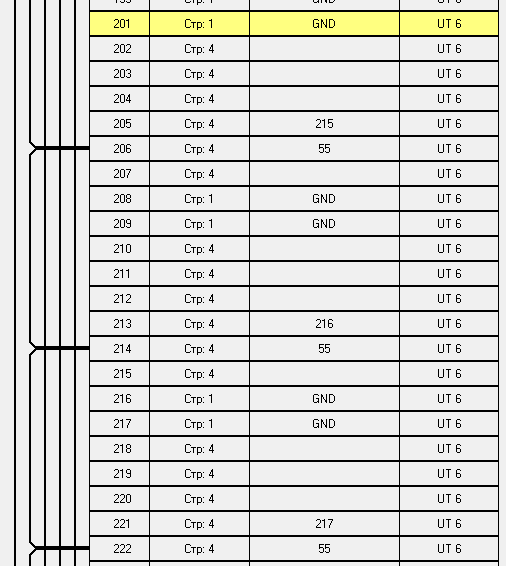 201 Стр: 1 GND UT 6
202 Стр: 4 UT 6
203 Стр: 4 UT 6
204 Стр: 4 UT 6
205 Стр: 4 215 UT 6
206 Стр: 4 55 UT 6
207 Стр: 4 UT 6
208 Стр: 1 GND UT 6
209 Стр: 1 GND UT 6
210 Стр: 4 UT 6
211 Стр: 4 UT 6
212 Стр: 4 UT 6
213 Стр: 4 216 UT 6
214 Стр: 4 55 UT 6
215 Стр: 4 UT 6
216 Стр: 1 GND UT 6
217 Стр: 1 GND UT 6
218 Стр: 4 UT 6
219 Стр: 4 UT 6
220 Стр: 4 UT 6
221 Стр: 4 217 UT 6
222 Стр: 4 55 UT 6